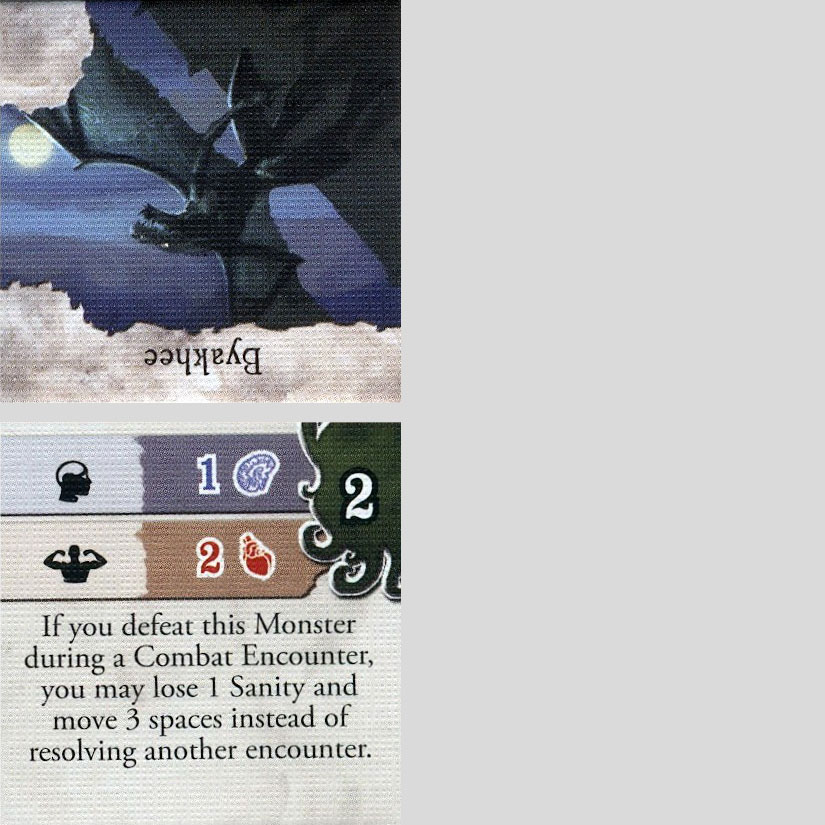 Byakhee
1
2
2
If you defeat this Monster
during a Combat Encounter,
you may lose 1 Sanity and
move 3 spaces instead of
resolving another encounter.